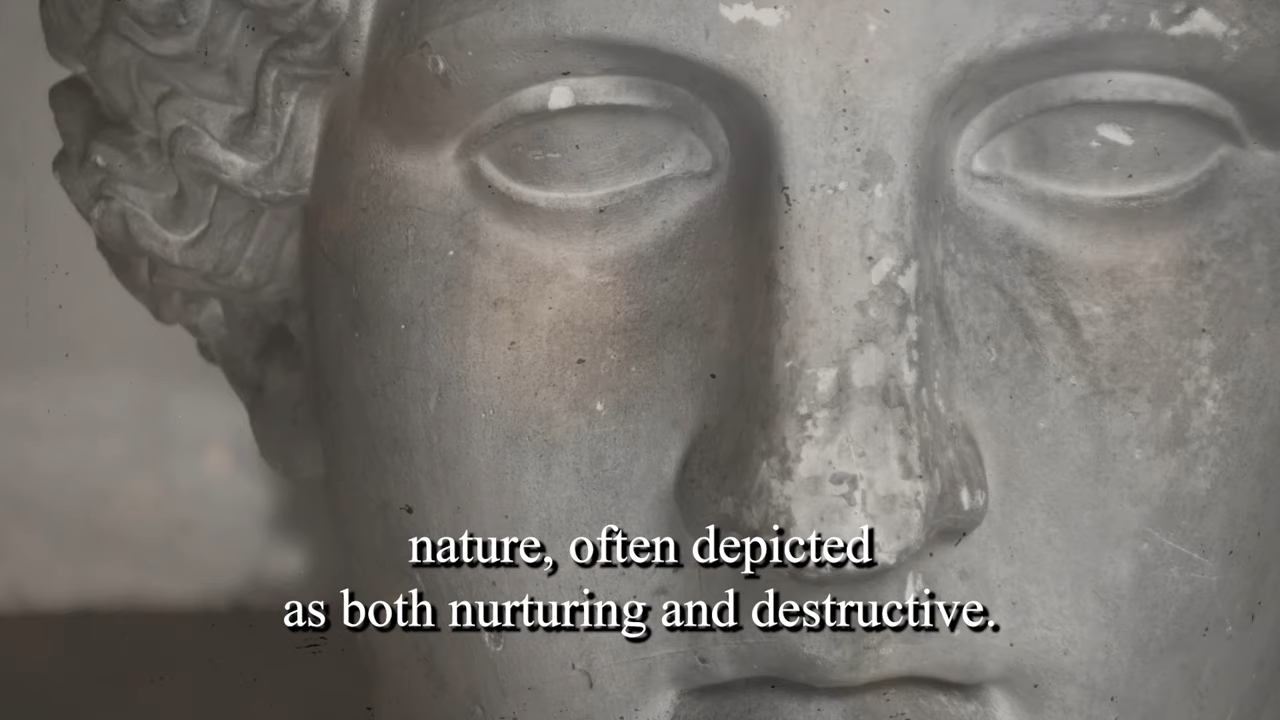 nature, often depicted
as both nurturing and destructive.